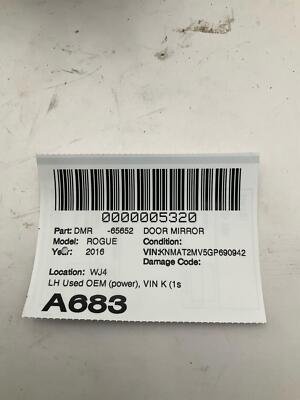 0000005320
Part: DMR -65652 DOOR MIRROR
Model: ROGUE Condition:
Year: 2016 VIN:KNMAT2MV5GP690942
Damage Code:
Location: WJ4
LH Used OEM (power), VIN K (1s
A683